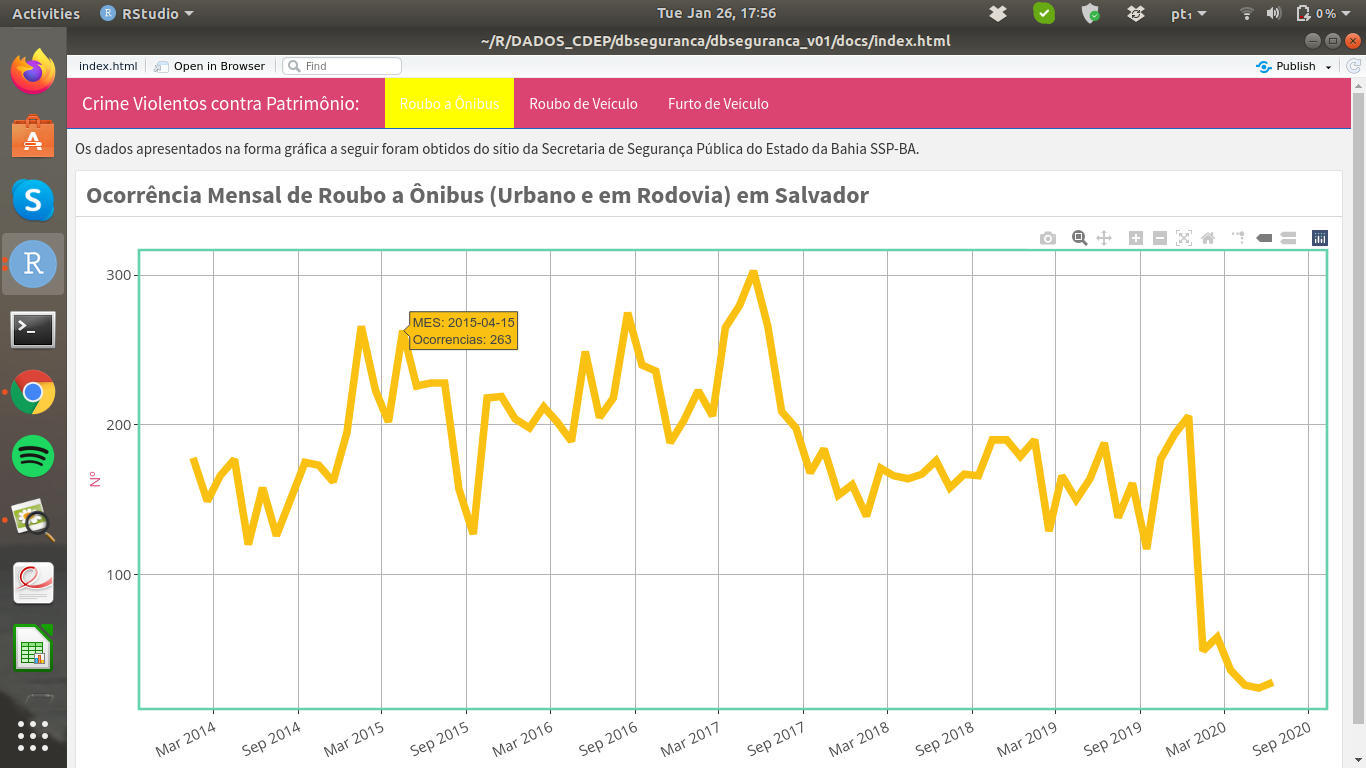 Activities RStudio Tue Jan 26, 17:56 pt₁ 0%
~/R/DADOS_CDEP/dbseguranca/dbseguranca_v01/docs/index.html
index.html Open in Browser Find Publish
Crime Violentos contra Patrimônio: Roubo a Ônibus Roubo de Veículo Furto de Veículo
Os dados apresentados na forma gráfica a seguir foram obtidos do sítio da Secretaria de Segurança Pública do Estado da Bahia SSP-BA.
Ocorrência Mensal de Roubo a Ônibus (Urbano e em Rodovia) em Salvador
300
MES: 2015-04-15
Ocorrencias: 263
200
Nº
100
Mar 2014 Sep 2014 Mar 2015 Sep 2015 Mar 2016 Sep 2016 Mar 2017 Sep 2017 Mar 2018 Sep 2018 Mar 2019 Sep 2019 Mar 2020 Sep 2020